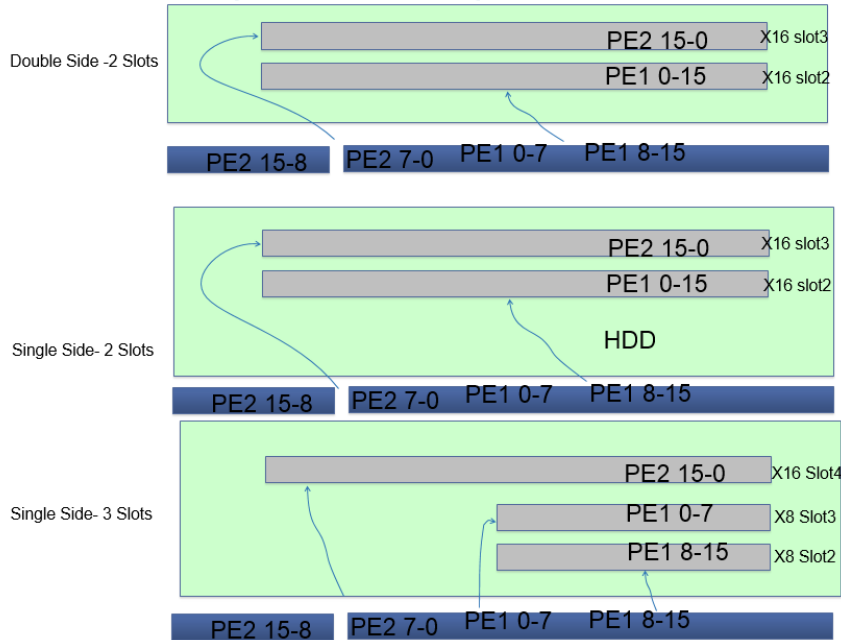 PE2 15-0 X16 slot3
Double Side -2 Slots
PE1 0-15 X16 slot2
PE2 15-8 PE2 7-0 PE1 0-7 PE1 8-15
PE2 15-0 X16 slot3
PE1 0-15 X16 slot2
HDD
Single Side- 2 Slots
PE2 15-8 PE2 7-0 PE1 0-7 PE1 8-15
PE2 15-0 X16 Slot4
Single Side- 3 Slots
PE1 0-7 X8 Slot3
PE1 8-15 X8 Slot2
PE2 15-8 PE2 7-0 PE1 0-7 PE1 8-15